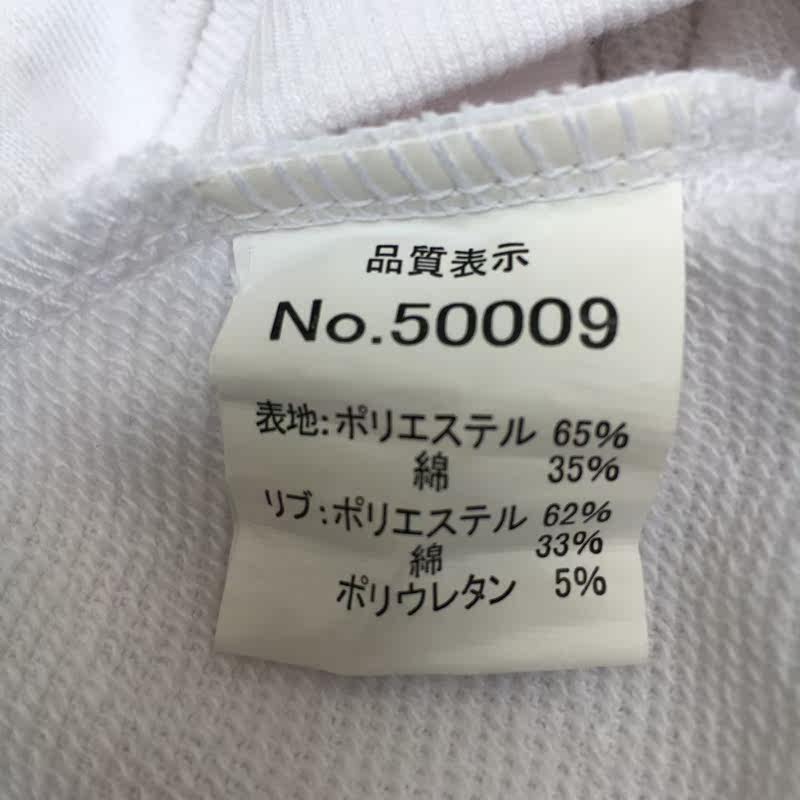 品質表示
No.50009
表地:ポリエステル 65%
綿 35%
リブ:ポリエステル 62%
綿 33%
ポリウレタン 5%